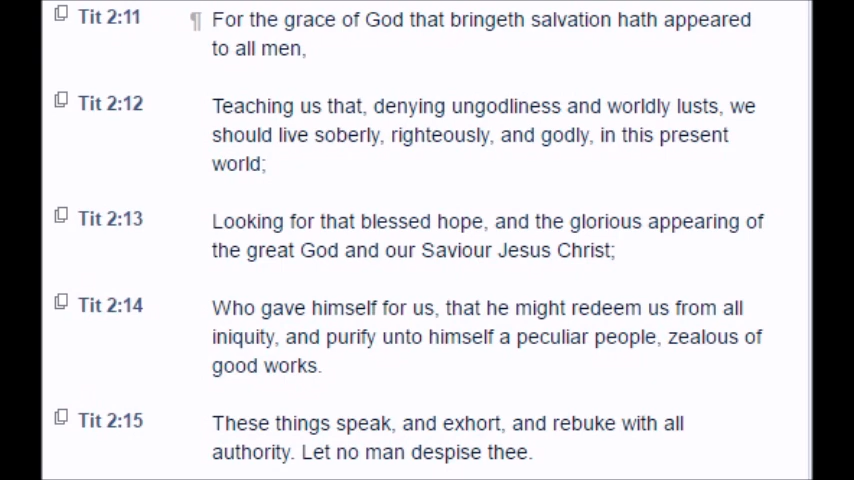 Tit 2:11 ¶ For the grace of God that bringeth salvation hath appeared
to all men,
Tit 2:12 Teaching us that, denying ungodliness and worldly lusts, we
should live soberly, righteously, and godly, in this present
world;
Tit 2:13 Looking for that blessed hope, and the glorious appearing of
the great God and our Saviour Jesus Christ;
Tit 2:14 Who gave himself for us, that he might redeem us from all
iniquity, and purify unto himself a peculiar people, zealous of
good works.
Tit 2:15 These things speak, and exhort, and rebuke with all
authority. Let no man despise thee.